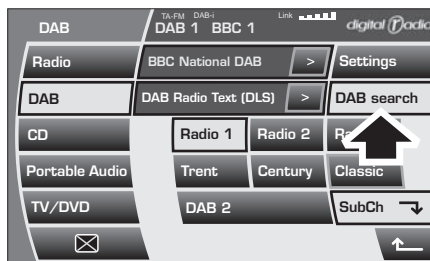 DAB
TA-FM DAB-i Link
DAB 1 BBC 1
digital radio
Radio
BBC National DAB >
Settings
DAB
DAB Radio Text (DLS) >
DAB search
CD
Radio 1
Radio 2
Portable Audio
Trent
Century
Classic
TV/DVD
DAB 2
SubCh